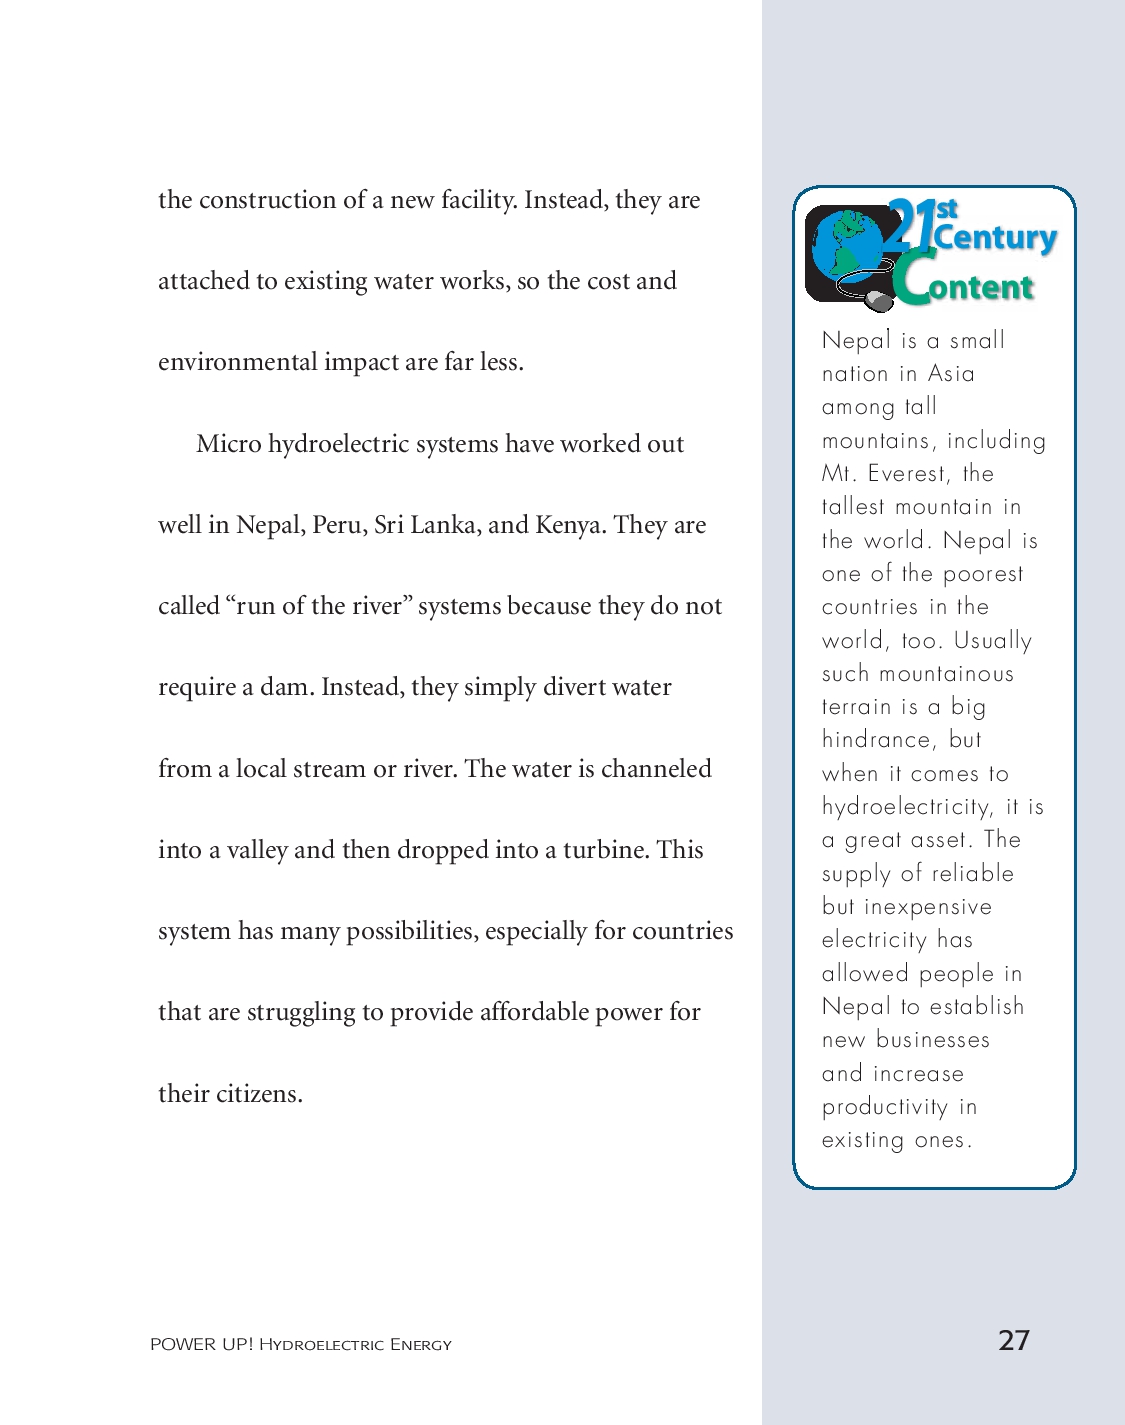 the construction of a new facility. Instead, they are
attached to existing water works, so the cost and
environmental impact are far less.
Micro hydroelectric systems have worked out
well in Nepal, Peru, Sri Lanka, and Kenya. They are
called “run of the river” systems because they do not
require a dam. Instead, they simply divert water
from a local stream or river. The water is channeled
into a valley and then dropped into a turbine. This
system has many possibilities, especially for countries
that are struggling to provide affordable power for
their citizens.
21st
Century
Content
Nepal is a small
nation in Asia
among tall
mountains, including
Mt. Everest, the
tallest mountain in
the world. Nepal is
one of the poorest
countries in the
world, too. Usually
such mountainous
terrain is a big
hindrance, but
when it comes to
hydroelectricity, it is
a great asset. The
supply of reliable
but inexpensive
electricity has
allowed people in
Nepal to establish
new businesses
and increase
productivity in
existing ones.
POWER UP! Hydroelectric Energy
27